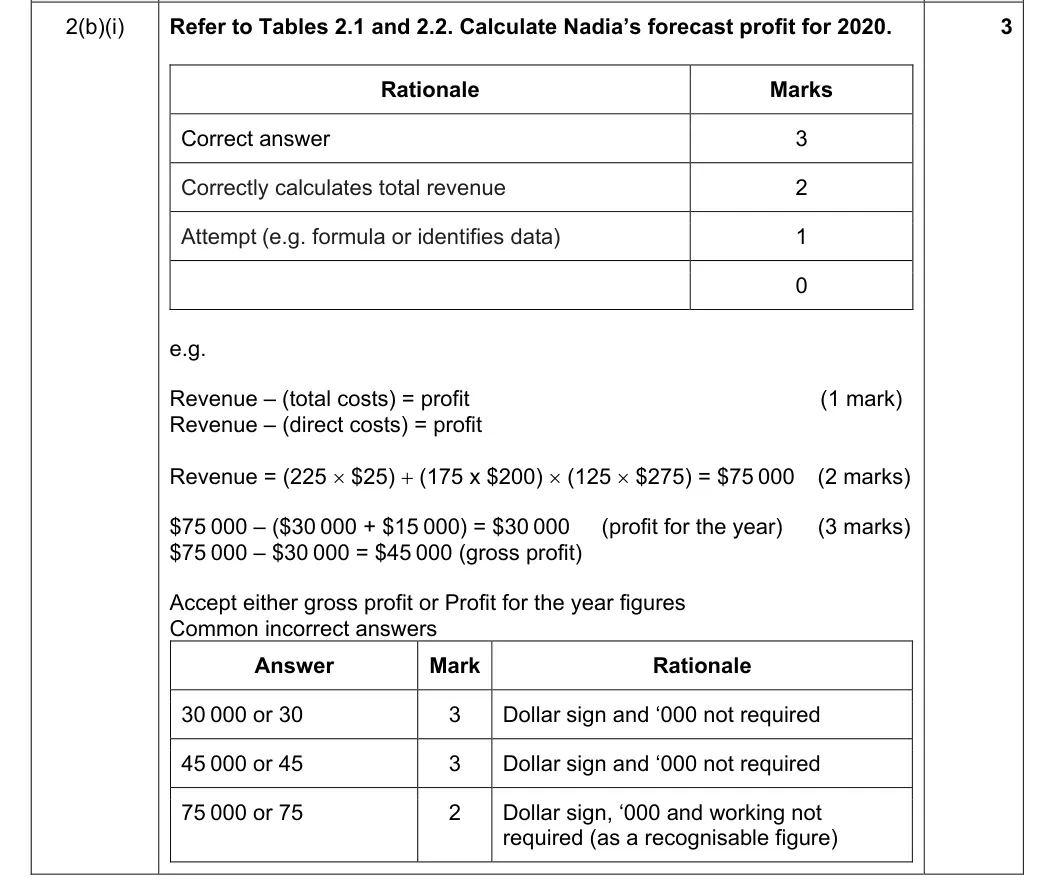 2(b)(i) Refer to Tables 2.1 and 2.2. Calculate Nadia’s forecast profit for 2020. 3
Rationale Marks
Correct answer 3
Correctly calculates total revenue 2
Attempt (e.g. formula or identifies data) 1
0
e.g.
Revenue – (total costs) = profit (1 mark)
Revenue – (direct costs) = profit
Revenue = (225 × $25) + (175 x $200) × (125 × $275) = $75 000 (2 marks)
$75 000 – ($30 000 + $15 000) = $30 000 (profit for the year) (3 marks)
$75 000 – $30 000 = $45 000 (gross profit)
Accept either gross profit or Profit for the year figures
Common incorrect answers
Answer Mark Rationale
30 000 or 30 3 Dollar sign and ‘000 not required
45 000 or 45 3 Dollar sign and ‘000 not required
75 000 or 75 2 Dollar sign, ‘000 and working not
required (as a recognisable figure)